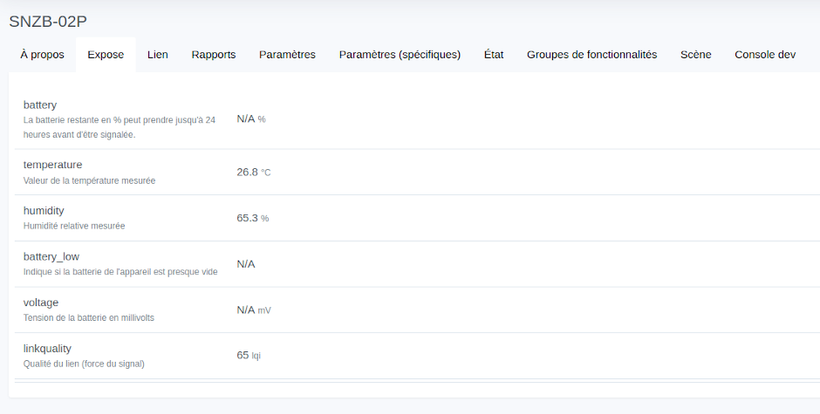 SNZB-02P
À propos Expose Lien Rapports Paramètres Paramètres (spécifiques) État Groupes de fonctionnalités Scène Console dev
battery
La batterie restante en % peut prendre jusqu'à 24
heures avant d'être signalée.
N/A %
temperature
Valeur de la température mesurée
26.8 °C
humidity
Humidité relative mesurée
65.3 %
battery_low
Indique si la batterie de l'appareil est presque vide
N/A
voltage
Tension de la batterie en millivolts
N/A mV
linkquality
Qualité du lien (force du signal)
65 lqi